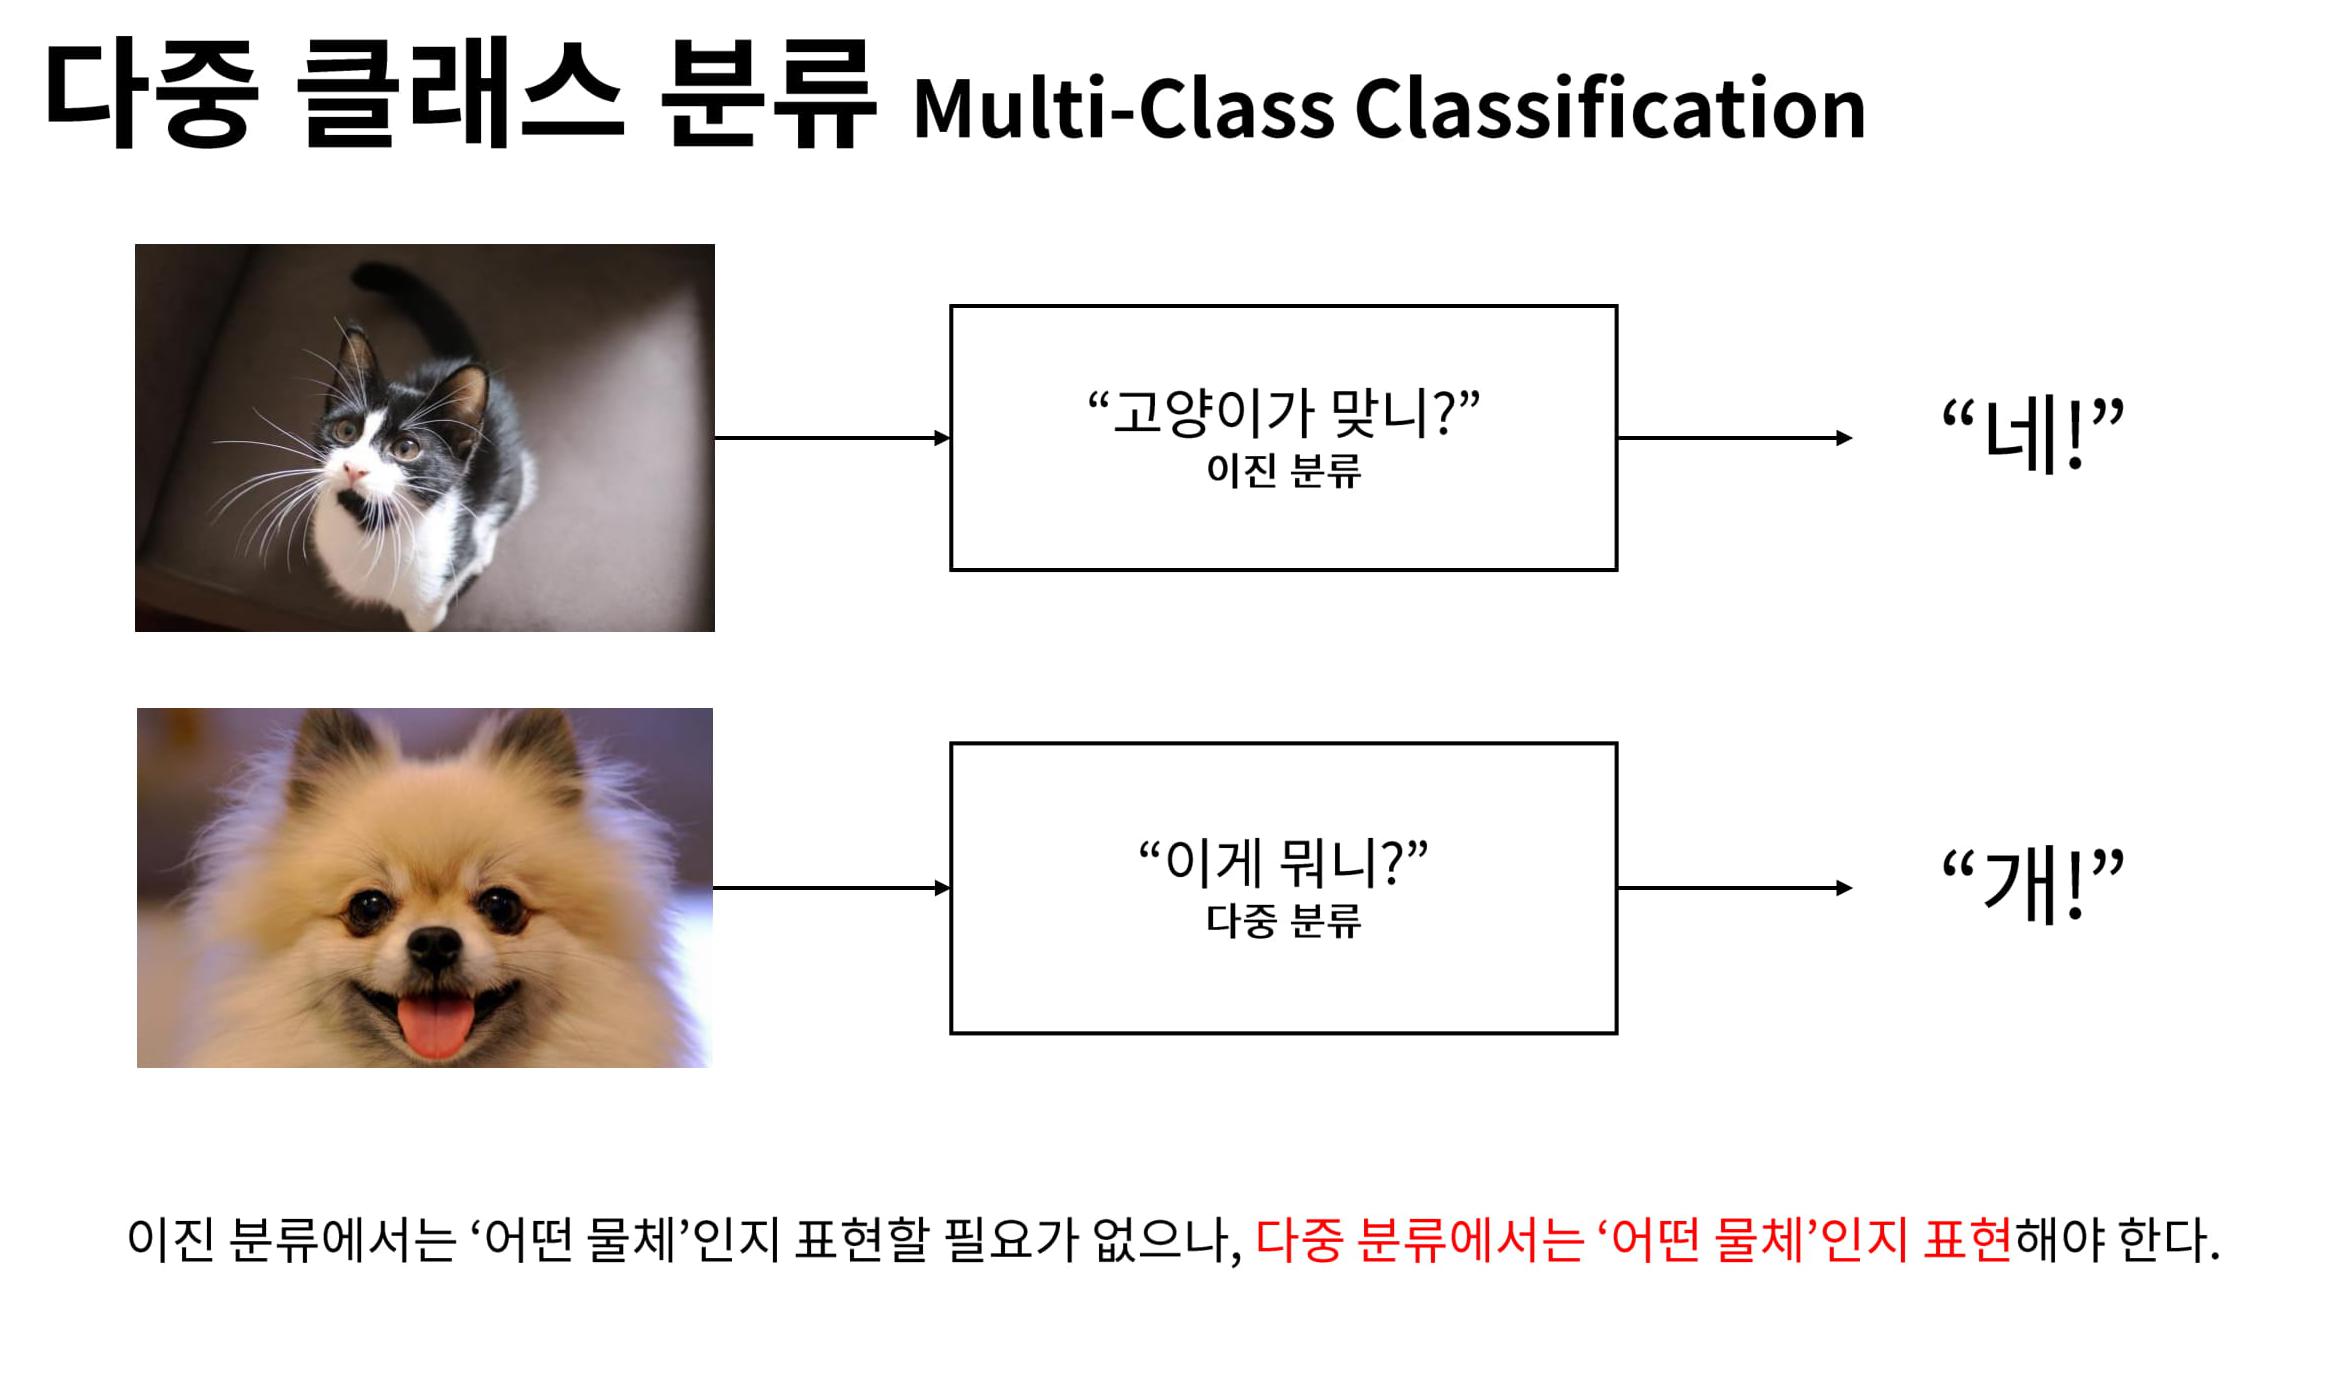 다중 클래스 분류 Multi-Class Classification
“고양이가 맞니?”
이진 분류
“네!”
“이게 뭐니?”
다중 분류
“개!”
이진 분류에서는 ‘어떤 물체’인지 표현할 필요가 없으나, 다중 분류에서는 ‘어떤 물체’인지 표현해야 한다.